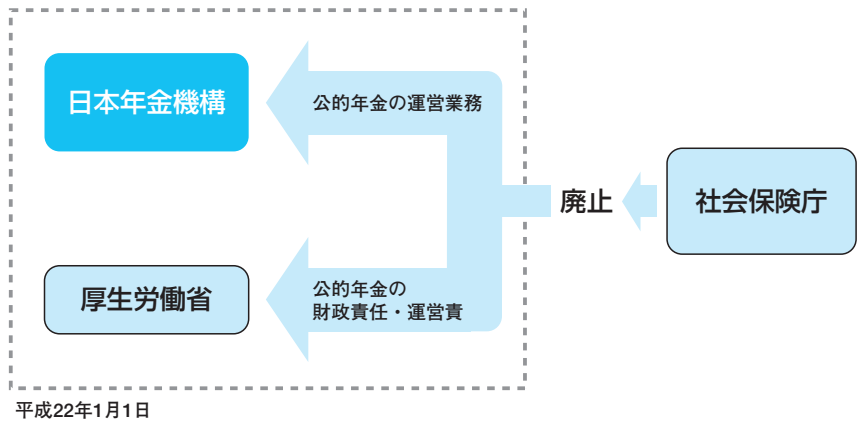 日本年金機構
公的年金の運営業務
廃止
社会保険庁
厚生労働省
公的年金の
財政責任・運営責
平成22年1月1日